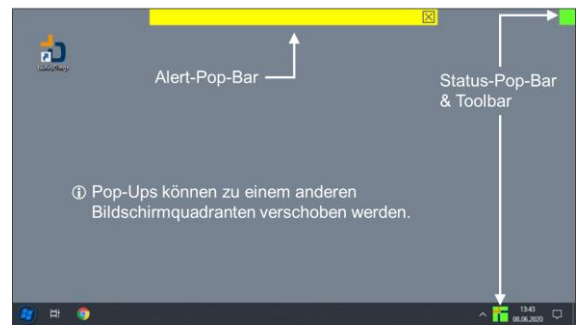 Alert-Pop-Bar
Status-Pop-Bar
& Toolbar
ⓘ Pop-Ups können zu einem anderen
Bildschirmquadranten verschoben werden.
13:43
08.06.2020